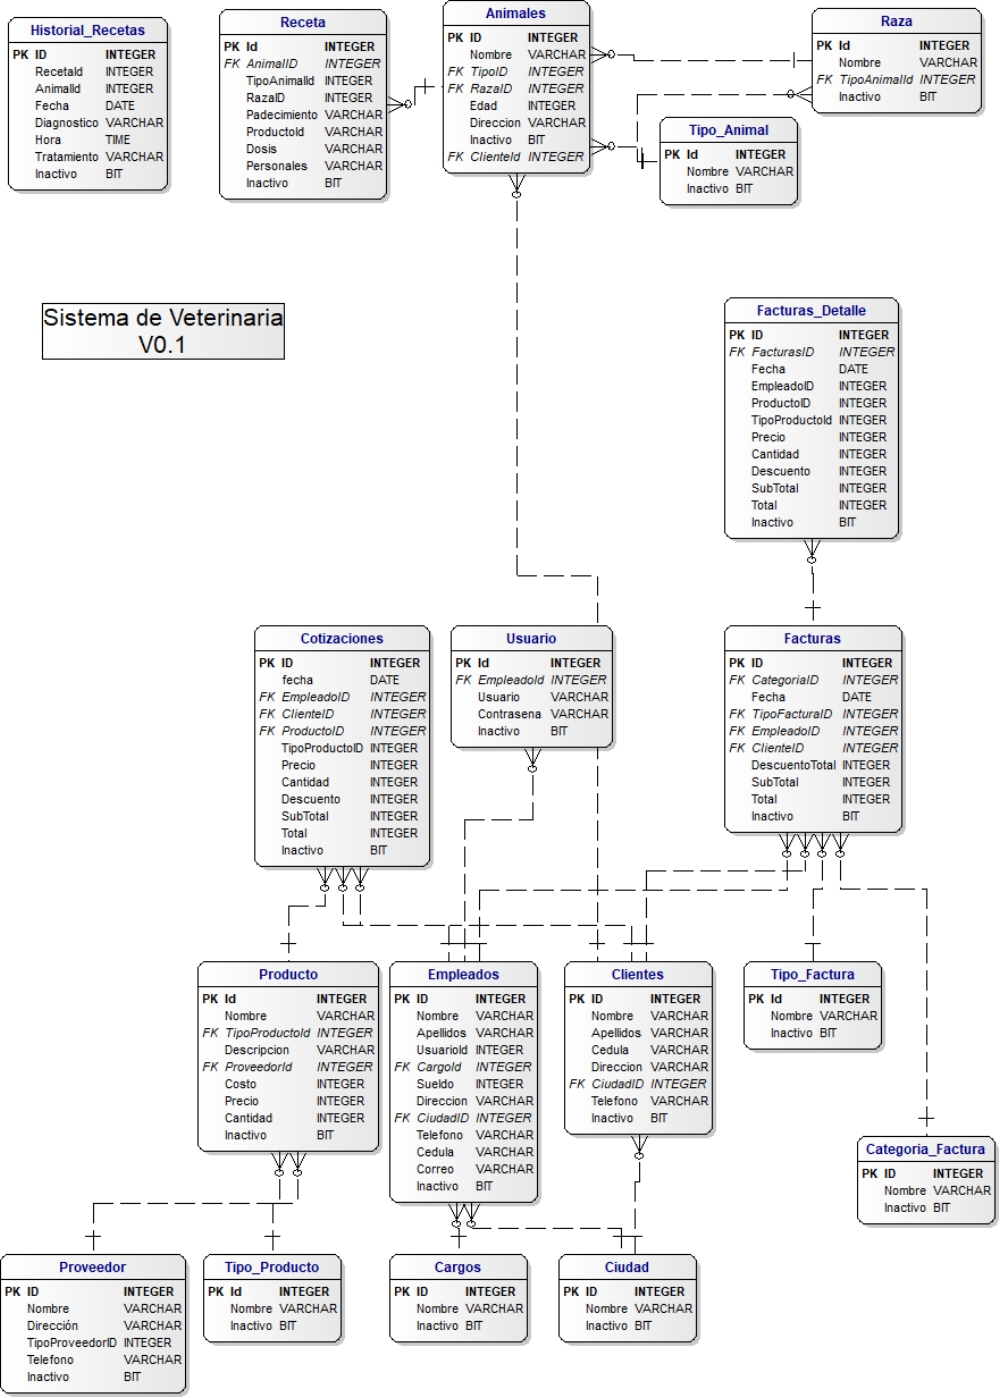 Historial_Recetas
PK ID INTEGER
RecetaId INTEGER
AnimalId INTEGER
Fecha DATE
Diagnostico VARCHAR
Hora TIME
Tratamiento VARCHAR
Inactivo BIT
Receta
PK Id INTEGER
FK AnimalID INTEGER
TipoAnimalId INTEGER
RazaID INTEGER
Padecimiento VARCHAR
ProductoId VARCHAR
Dosis VARCHAR
Personales VARCHAR
Inactivo BIT
Animales
PK ID INTEGER
Nombre VARCHAR
FK TipoID INTEGER
FK RazaID INTEGER
Edad INTEGER
Direccion VARCHAR
Inactivo BIT
FK ClienteId INTEGER
Raza
PK Id INTEGER
Nombre VARCHAR
FK TipoAnimalId INTEGER
Inactivo BIT
Tipo_Animal
PK Id INTEGER
Nombre VARCHAR
Inactivo BIT
Sistema de Veterinaria
V0.1
Facturas_Detalle
PK ID INTEGER
FK FacturasID INTEGER
Fecha DATE
EmpleadoID INTEGER
ProductoID INTEGER
TipoProductoId INTEGER
Precio INTEGER
Cantidad INTEGER
Descuento INTEGER
SubTotal INTEGER
Total INTEGER
Inactivo BIT
Cotizaciones
PK ID INTEGER
fecha DATE
FK EmpleadoID INTEGER
FK ClienteID INTEGER
FK ProductoID INTEGER
TipoProductoID INTEGER
Precio INTEGER
Cantidad INTEGER
Descuento INTEGER
SubTotal INTEGER
Total INTEGER
Inactivo BIT
Usuario
PK Id INTEGER
FK EmpleadoId INTEGER
Usuario VARCHAR
Contrasena VARCHAR
Inactivo BIT
Facturas
PK ID INTEGER
FK CategoriaID INTEGER
Fecha DATE
FK TipoFacturaID INTEGER
FK EmpleadoID INTEGER
FK ClienteID INTEGER
DescuentoTotal INTEGER
SubTotal INTEGER
Total INTEGER
Inactivo BIT
Producto
PK Id INTEGER
Nombre VARCHAR
FK TipoProductoId INTEGER
Descripcion VARCHAR
FK ProveedorId INTEGER
Costo INTEGER
Precio INTEGER
Cantidad INTEGER
Inactivo BIT
Empleados
PK ID INTEGER
Nombre VARCHAR
Apellidos VARCHAR
UsuarioId INTEGER
FK CargoId INTEGER
Sueldo INTEGER
Direccion VARCHAR
FK CiudadID INTEGER
Telefono VARCHAR
Cedula VARCHAR
Correo VARCHAR
Inactivo BIT
Clientes
PK ID INTEGER
Nombre VARCHAR
Apellidos VARCHAR
Cedula VARCHAR
Direccion VARCHAR
FK CiudadID INTEGER
Telefono VARCHAR
Inactivo BIT
Tipo_Factura
PK Id INTEGER
Nombre VARCHAR
Inactivo BIT
Categoria_Factura
PK ID INTEGER
Nombre VARCHAR
Inactivo BIT
Proveedor
PK ID INTEGER
Nombre VARCHAR
Dirección VARCHAR
TipoProveedorID INTEGER
Telefono VARCHAR
Inactivo BIT
Tipo_Producto
PK Id INTEGER
Nombre VARCHAR
Inactivo BIT
Cargos
PK ID INTEGER
Nombre VARCHAR
Inactivo BIT
Ciudad
PK ID INTEGER
Nombre VARCHAR
Inactivo BIT